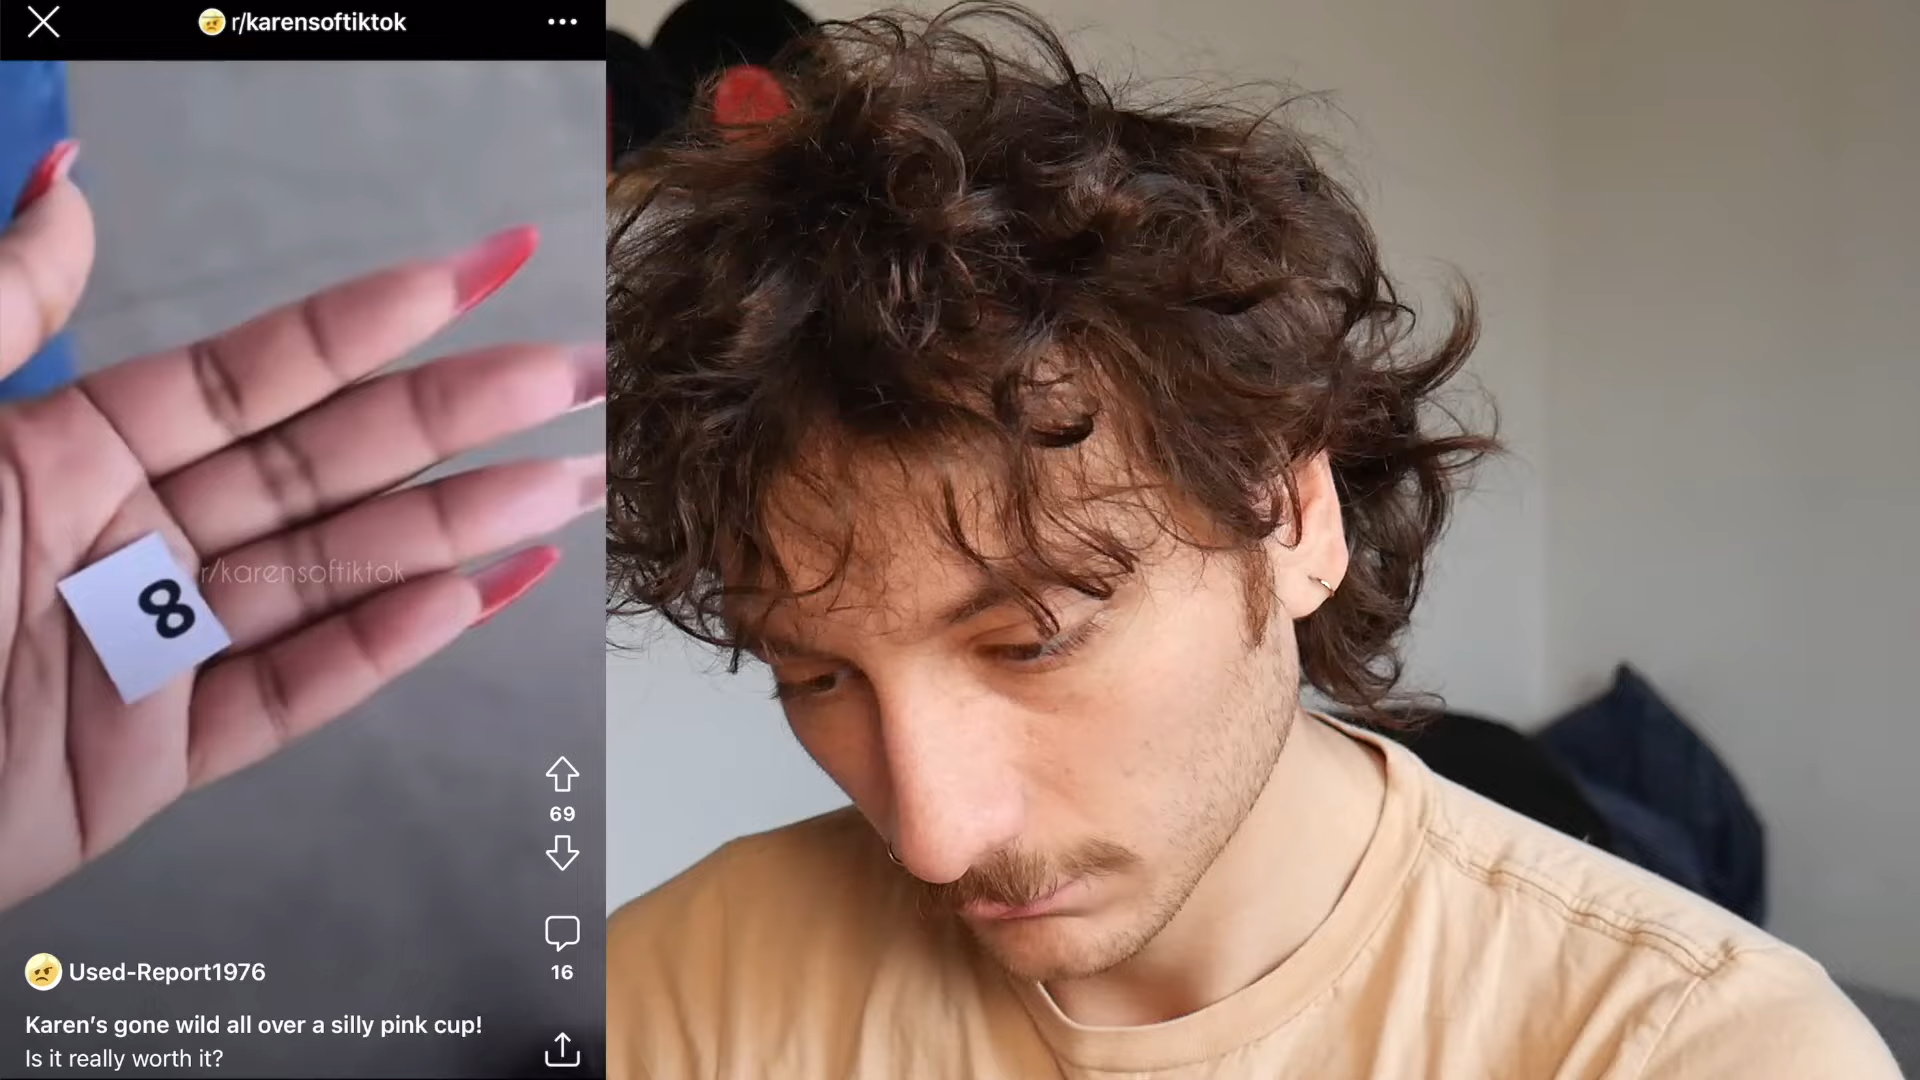 r/karensoftiktok
8
r/karensoftiktok
69
16
Used-Report1976
Karen's gone wild all over a silly pink cup!
Is it really worth it?